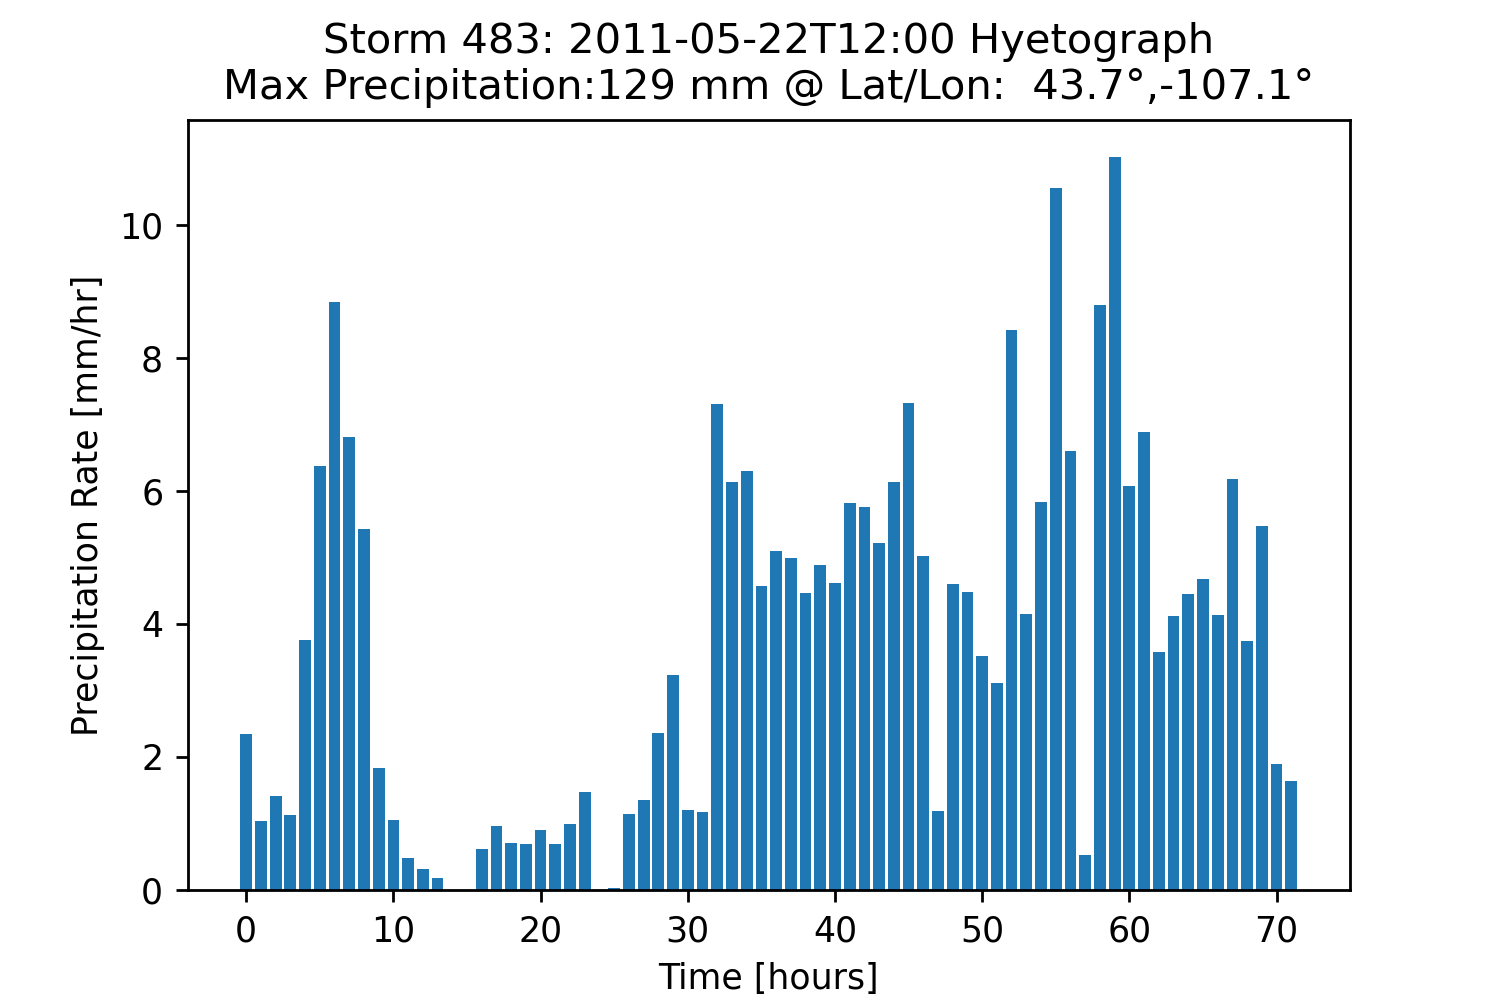 Storm 483: 2011-05-22T12:00 Hyetograph
Max Precipitation:129 mm @ Lat/Lon:  43.7°,-107.1°
Precipitation Rate [mm/hr]
10
8
6
4
2
0
0 10 20 30 40 50 60 70
Time [hours]